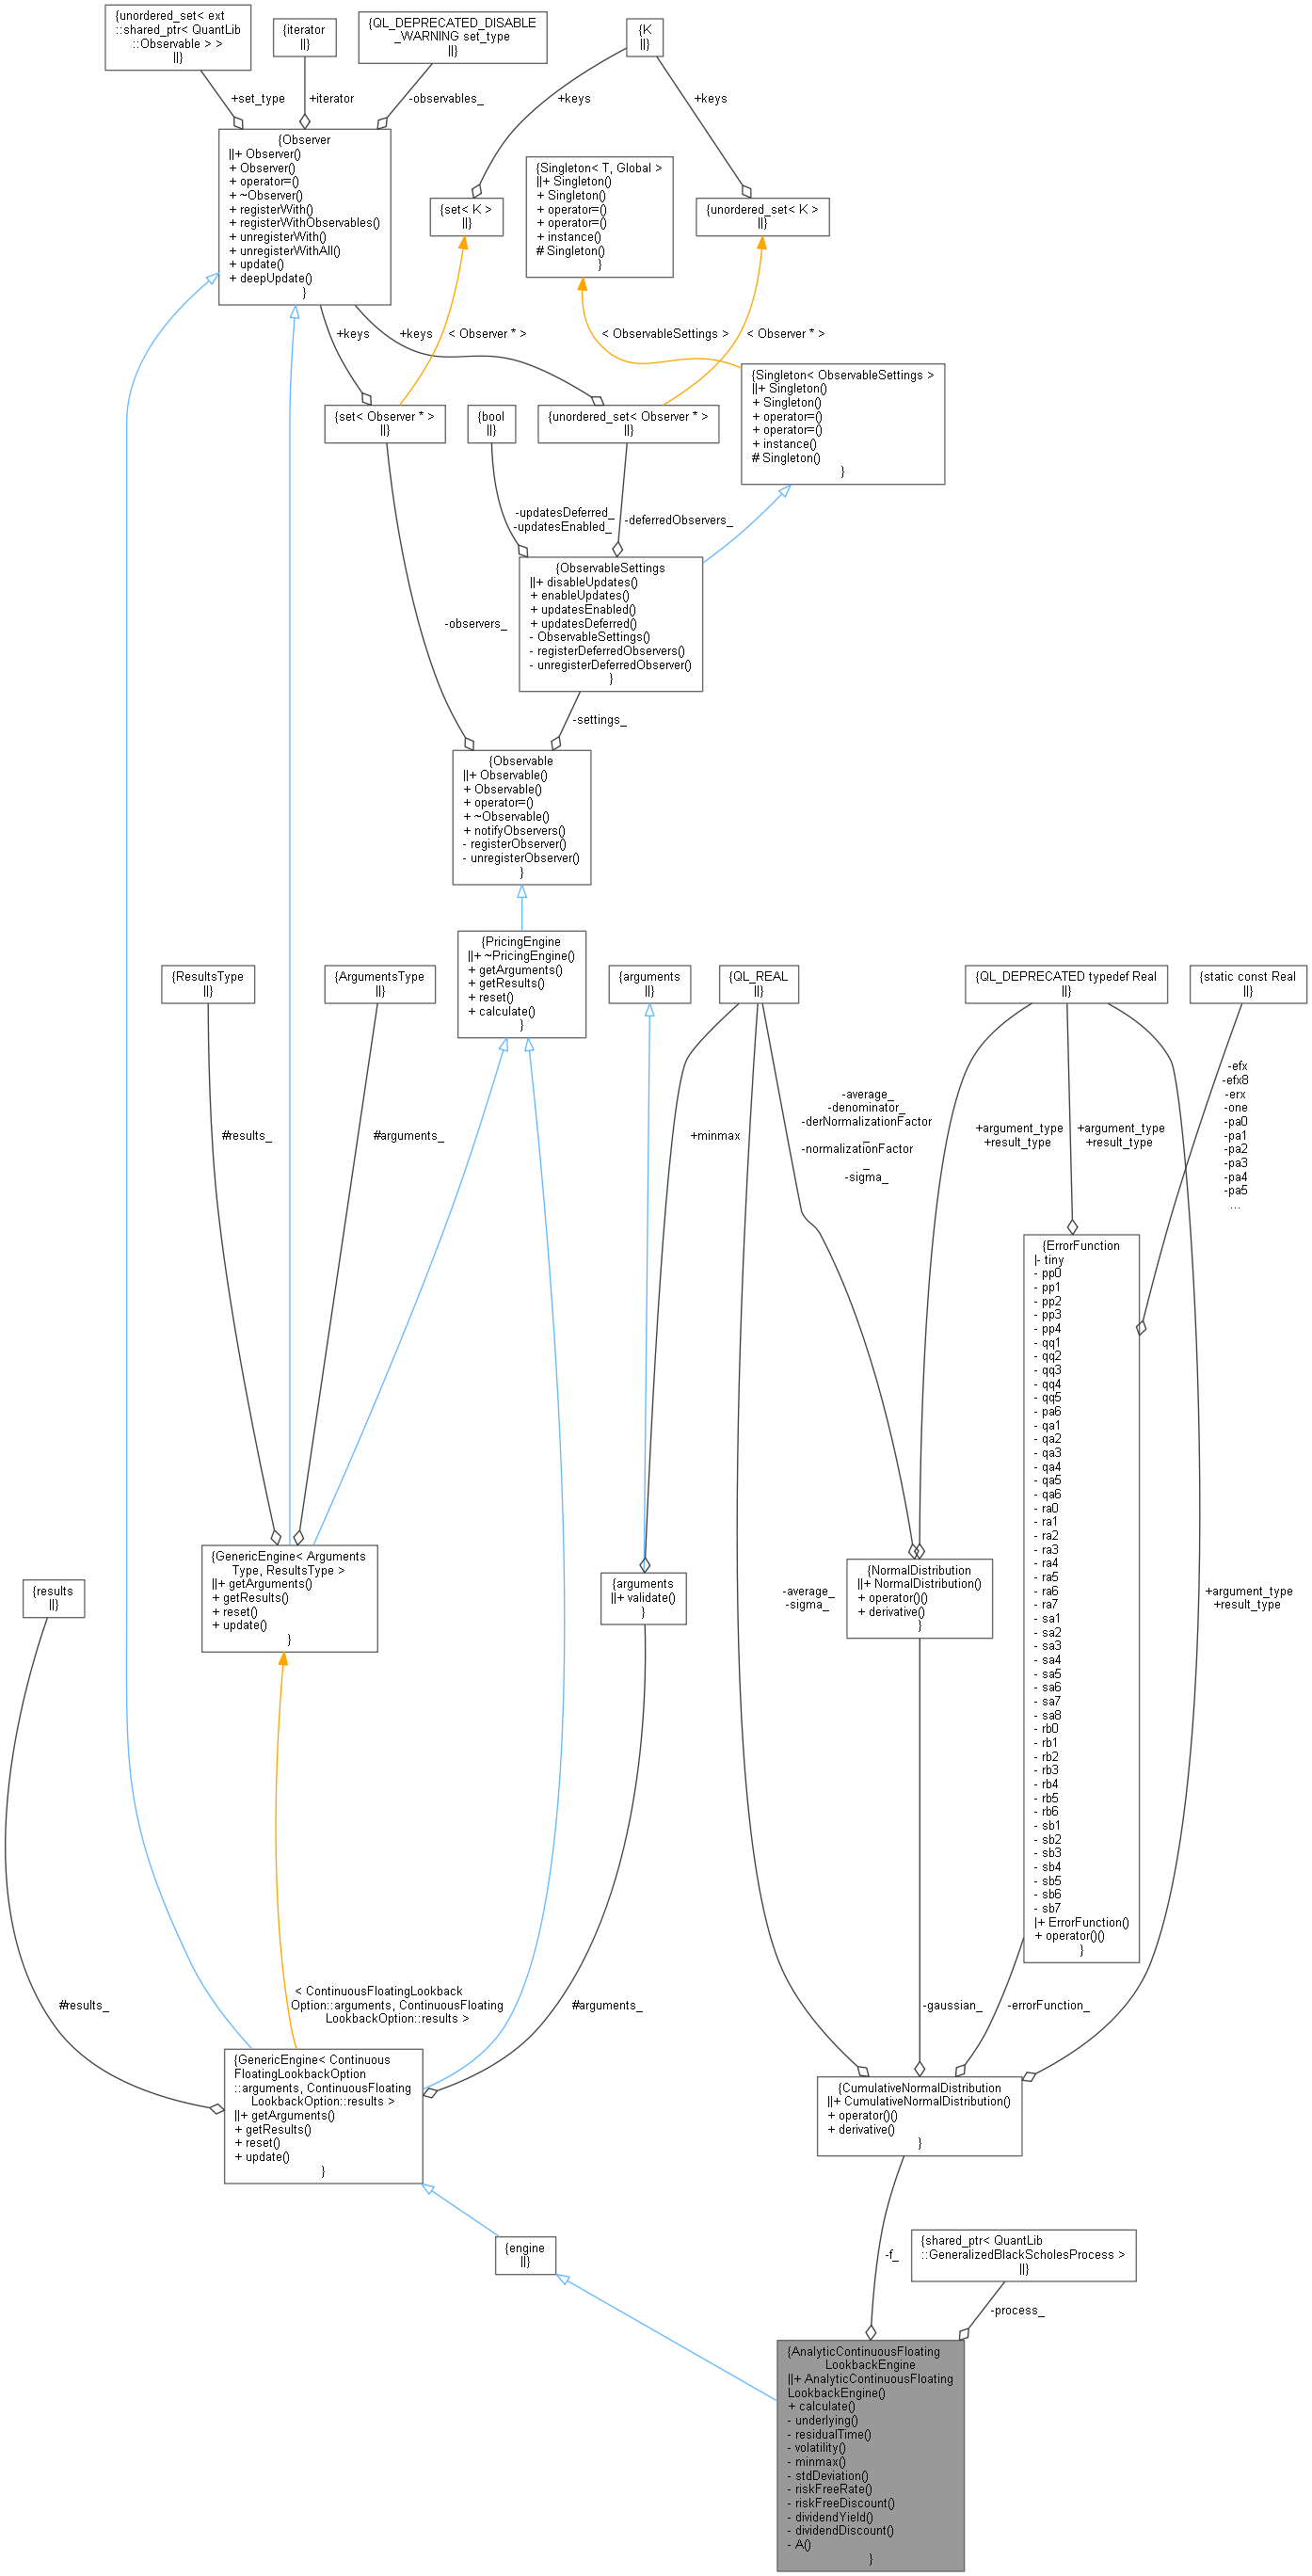 {unordered_set< ext
::shared_ptr< QuantLib
::Observable > >
||}
{iterator
||}
{QL_DEPRECATED_DISABLE
_WARNING set_type
||}
{K
||}
+set_type
+iterator
-observables_
+keys
+keys
{Observer
||+ Observer()
+ Observer()
+ operator=()
+ ~Observer()
+ registerWith()
+ registerWithObservables()
+ unregisterWith()
+ unregisterWithAll()
+ update()
+ deepUpdate()
}
{set< K >
||}
{Singleton< T, Global >
||+ Singleton()
+ Singleton()
+ operator=()
+ operator=()
+ instance()
# Singleton()
}
{unordered_set< K >
||}
+keys
+keys
< Observer * >
< ObservableSettings >
< Observer * >
{set< Observer * >
||}
{bool
||}
{unordered_set< Observer * >
||}
{Singleton< ObservableSettings >
||+ Singleton()
+ Singleton()
+ operator=()
+ operator=()
+ instance()
# Singleton()
}
-updatesDeferred_
-updatesEnabled_
-deferredObservers_
-observers_
{ObservableSettings
||+ disableUpdates()
+ enableUpdates()
+ updatesEnabled()
+ updatesDeferred()
- ObservableSettings()
- registerDeferredObservers()
- unregisterDeferredObserver()
}
-settings_
{Observable
||+ Observable()
+ Observable()
+ operator=()
+ ~Observable()
+ notifyObservers()
- registerObserver()
- unregisterObserver()
}
{PricingEngine
||+ ~PricingEngine()
+ getArguments()
+ getResults()
+ reset()
+ calculate()
}
{ResultsType
||}
{ArgumentsType
||}
{arguments
||}
{QL_REAL
||}
{QL_DEPRECATED typedef Real
||}
{static const Real
||}
#results_
#arguments_
+minmax
-average_
-denominator_
-derNormalizationFactor
_
-normalizationFactor
_
-sigma_
+argument_type
+result_type
+argument_type
+result_type
-efx
-efx8
-erx
-one
-pa0
-pa1
-pa2
-pa3
-pa4
-pa5
...
{ErrorFunction
|- tiny
- pp0
- pp1
- pp2
- pp3
- pp4
- qq1
- qq2
- qq3
- qq4
- qq5
- pa6
- qa1
- qa2
- qa3
- qa4
- qa5
- qa6
- ra0
- ra1
- ra2
- ra3
- ra4
- ra5
- ra6
- ra7
- sa1
- sa2
- sa3
- sa4
- sa5
- sa6
- sa7
- sa8
- rb0
- rb1
- rb2
- rb3
- rb4
- rb5
- rb6
- sb1
- sb2
- sb3
- sb4
- sb5
- sb6
- sb7
|+ ErrorFunction()
+ operator()()
}
{GenericEngine< Arguments
Type, ResultsType >
||+ getArguments()
+ getResults()
+ reset()
+ update()
}
{results
||}
{arguments
||+ validate()
}
-average_
-sigma_
{NormalDistribution
||+ NormalDistribution()
+ operator()()
+ derivative()
}
+argument_type
+result_type
#results_
< ContinuousFloatingLookback
Option::arguments, ContinuousFloating
LookbackOption::results >
#arguments_
-gaussian_
-errorFunction_
{GenericEngine< Continuous
FloatingLookbackOption
::arguments, ContinuousFloating
LookbackOption::results >
||+ getArguments()
+ getResults()
+ reset()
+ update()
}
{CumulativeNormalDistribution
||+ CumulativeNormalDistribution()
+ operator()()
+ derivative()
}
{engine
||}
-f_
{shared_ptr< QuantLib
::GeneralizedBlackScholesProcess >
||}
-process_
{AnalyticContinuousFloating
LookbackEngine
||+ AnalyticContinuousFloating
LookbackEngine()
+ calculate()
- underlying()
- residualTime()
- volatility()
- minmax()
- stdDeviation()
- riskFreeRate()
- riskFreeDiscount()
- dividendYield()
- dividendDiscount()
- A()
}